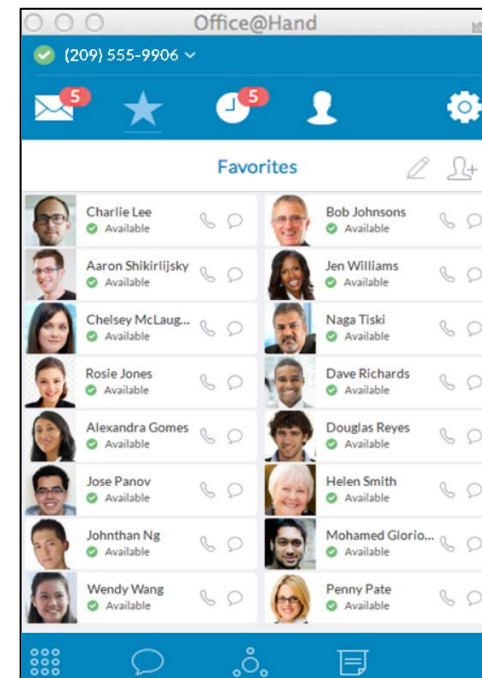 Office@Hand
(209) 555-9906
5
5
Favorites
Charlie Lee
Available
Bob Johnsons
Available
Aaron Shikirlijsky
Available
Jen Williams
Available
Chelsey McLaug...
Available
Naga Tiski
Available
Rosie Jones
Available
Dave Richards
Available
Alexandra Gomes
Available
Douglas Reyes
Available
Jose Panov
Available
Helen Smith
Available
Johnthan Ng
Available
Mohamed Glorio...
Available
Wendy Wang
Available
Penny Pate
Available